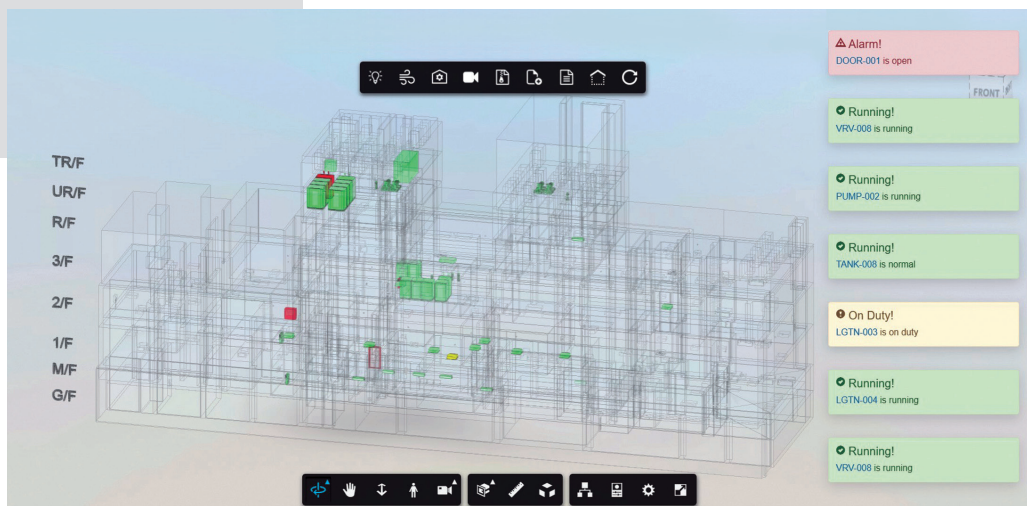 Alarm!
DOOR-001 is open
FRONT
Running!
VRV-008 is running
Running!
PUMP-002 is running
Running!
TANK-008 is normal
On Duty!
LGTN-003 is on duty
Running!
LGTN-004 is running
Running!
VRV-008 is running
TR/F
UR/F
R/F
3/F
2/F
1/F
M/F
G/F